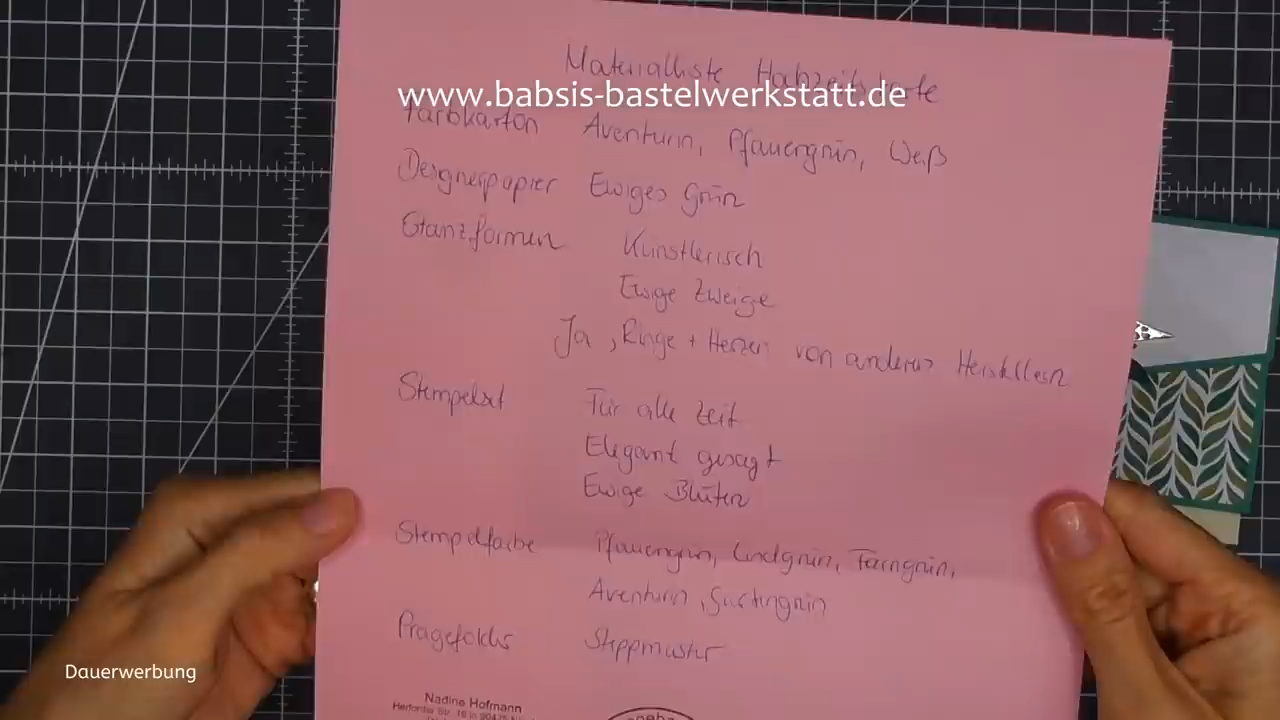 Materialliste Hochzeitskarte
www.babsis-bastelwerkstatt.de
Farbkarton Aventurin, Pfauengrün, Weiß
Designerpapier Ewiges Grün
Stanzformen Künstlerisch
Ewige Zweige
Ja, Ringe + Herzen von anderen Herstellern
Stempelset Für alle Zeit
Elegant gesagt
Ewige Blüten
Stempelfarbe Pfauengrün, Lindgrün, Farngrün,
Aventurin, Gartengrün
Prägefolder Steppmuster
Dauerwerbung
Nadine Hofmann